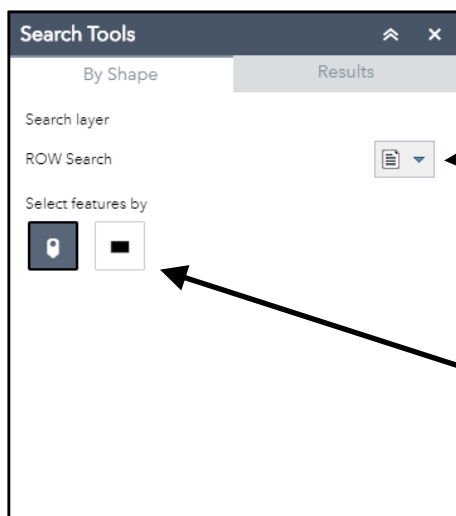 Search Tools
By Shape Results
Search layer
ROW Search
Select features by